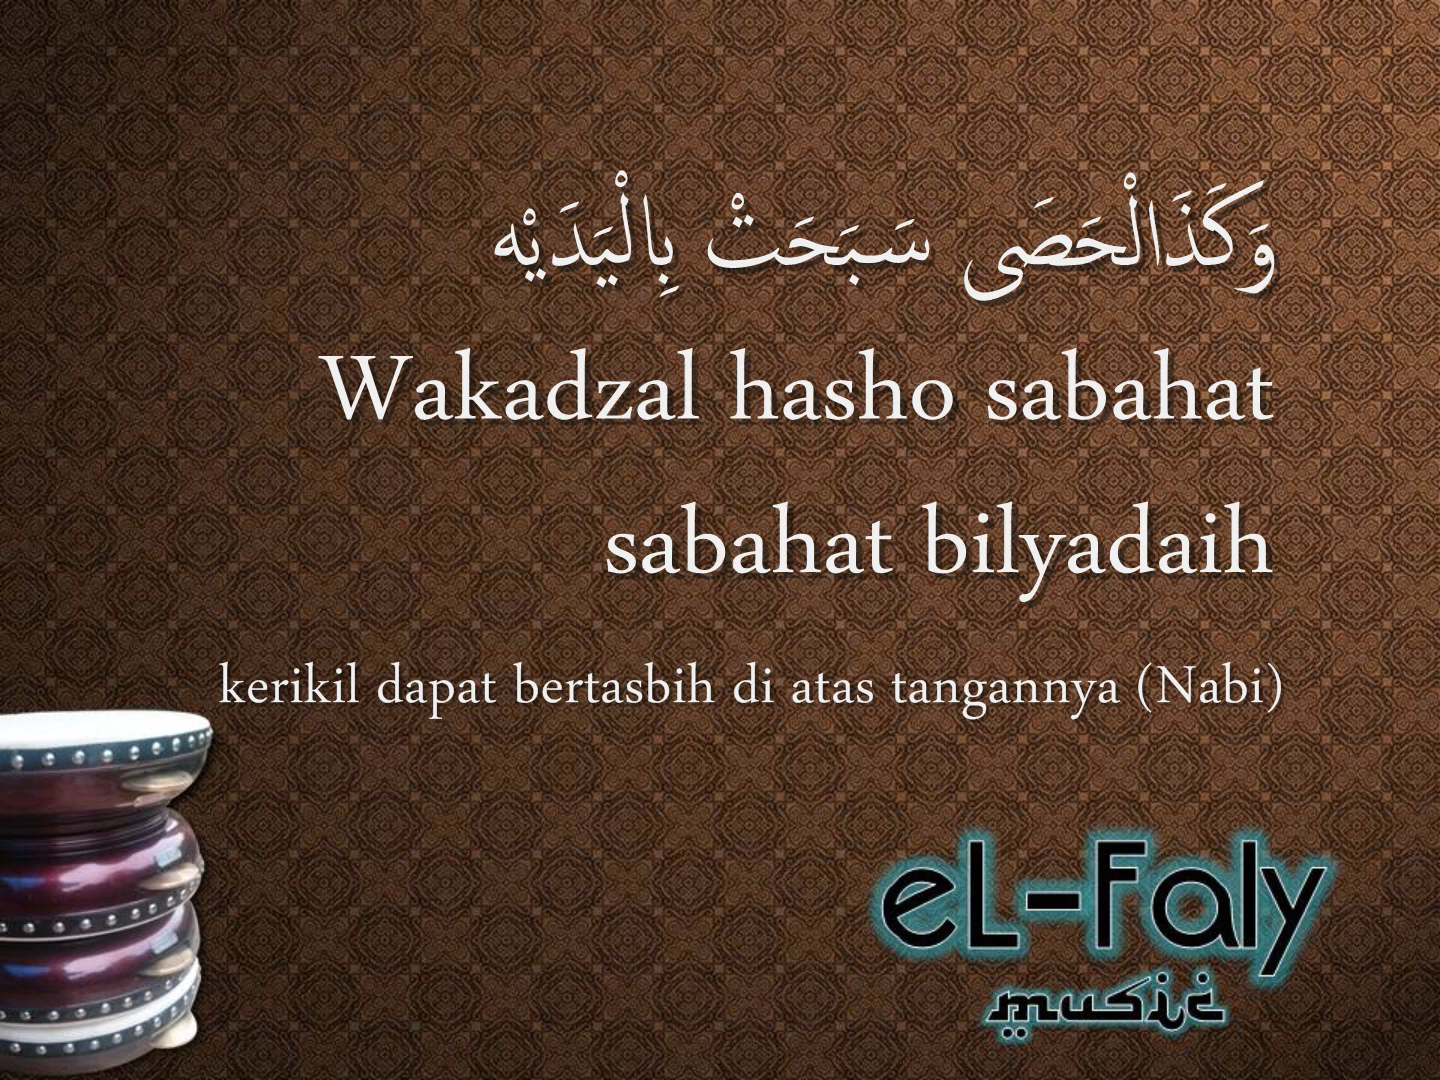 وَكَذَالْحَصَى سَبَحَتْ بِالْيَدَيْه
Wakadzal hasho sabahat
sabahat bilyadaih
kerikil dapat bertasbih di atas tangannya (Nabi)
eL-Faly
music